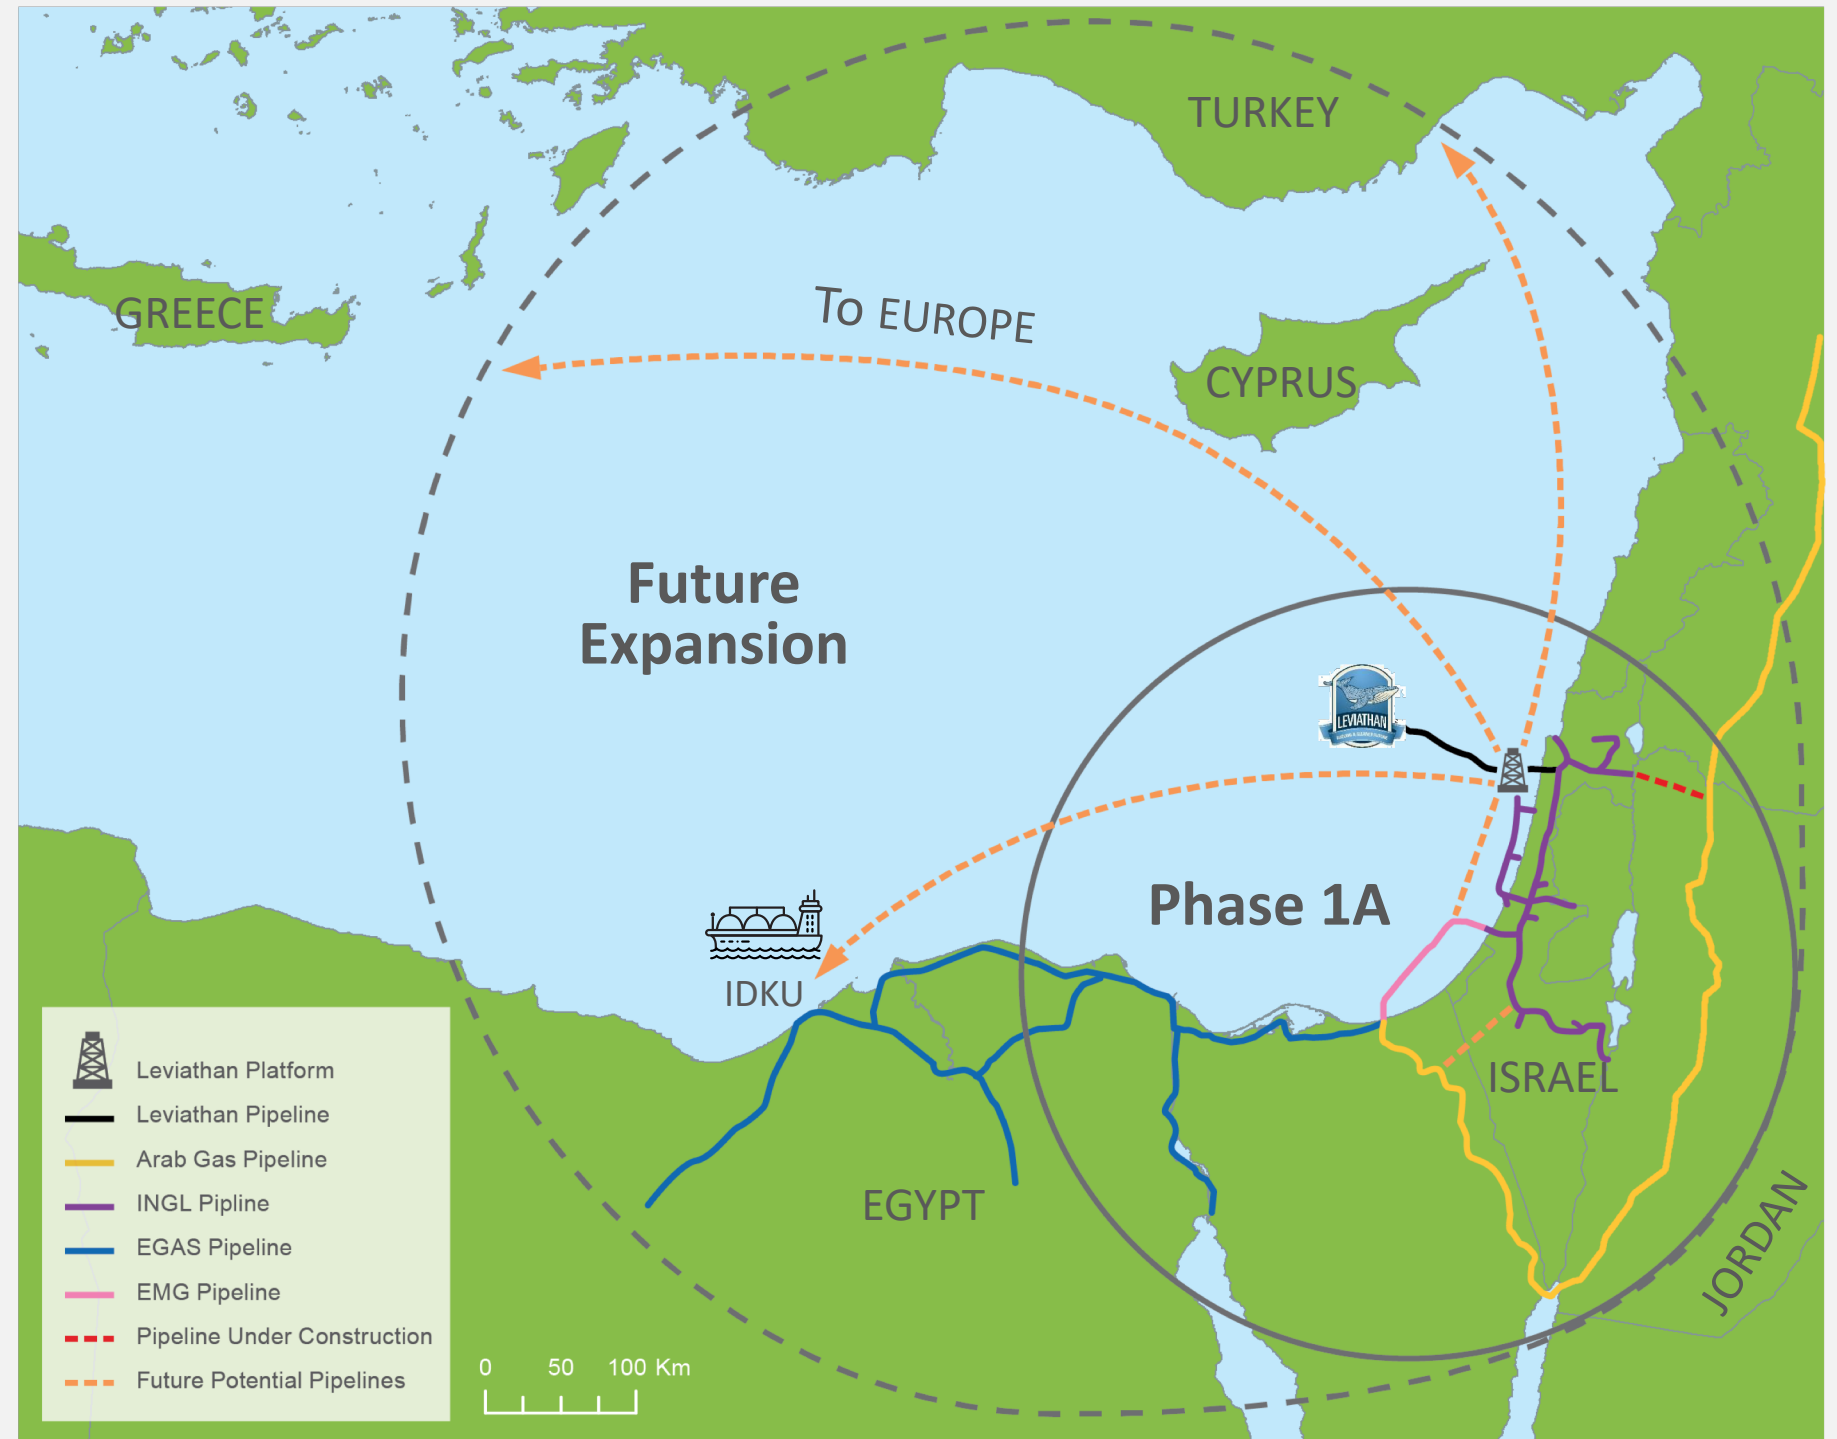 TURKEY
GREECE
To EUROPE
CYPRUS
Future
Expansion
LEVIATHAN
Phase 1A
IDKU
ISRAEL
EGYPT
JORDAN
Leviathan Platform
Leviathan Pipeline
Arab Gas Pipeline
INGL Pipline
EGAS Pipeline
EMG Pipeline
Pipeline Under Construction
Future Potential Pipelines
0 50 100 Km